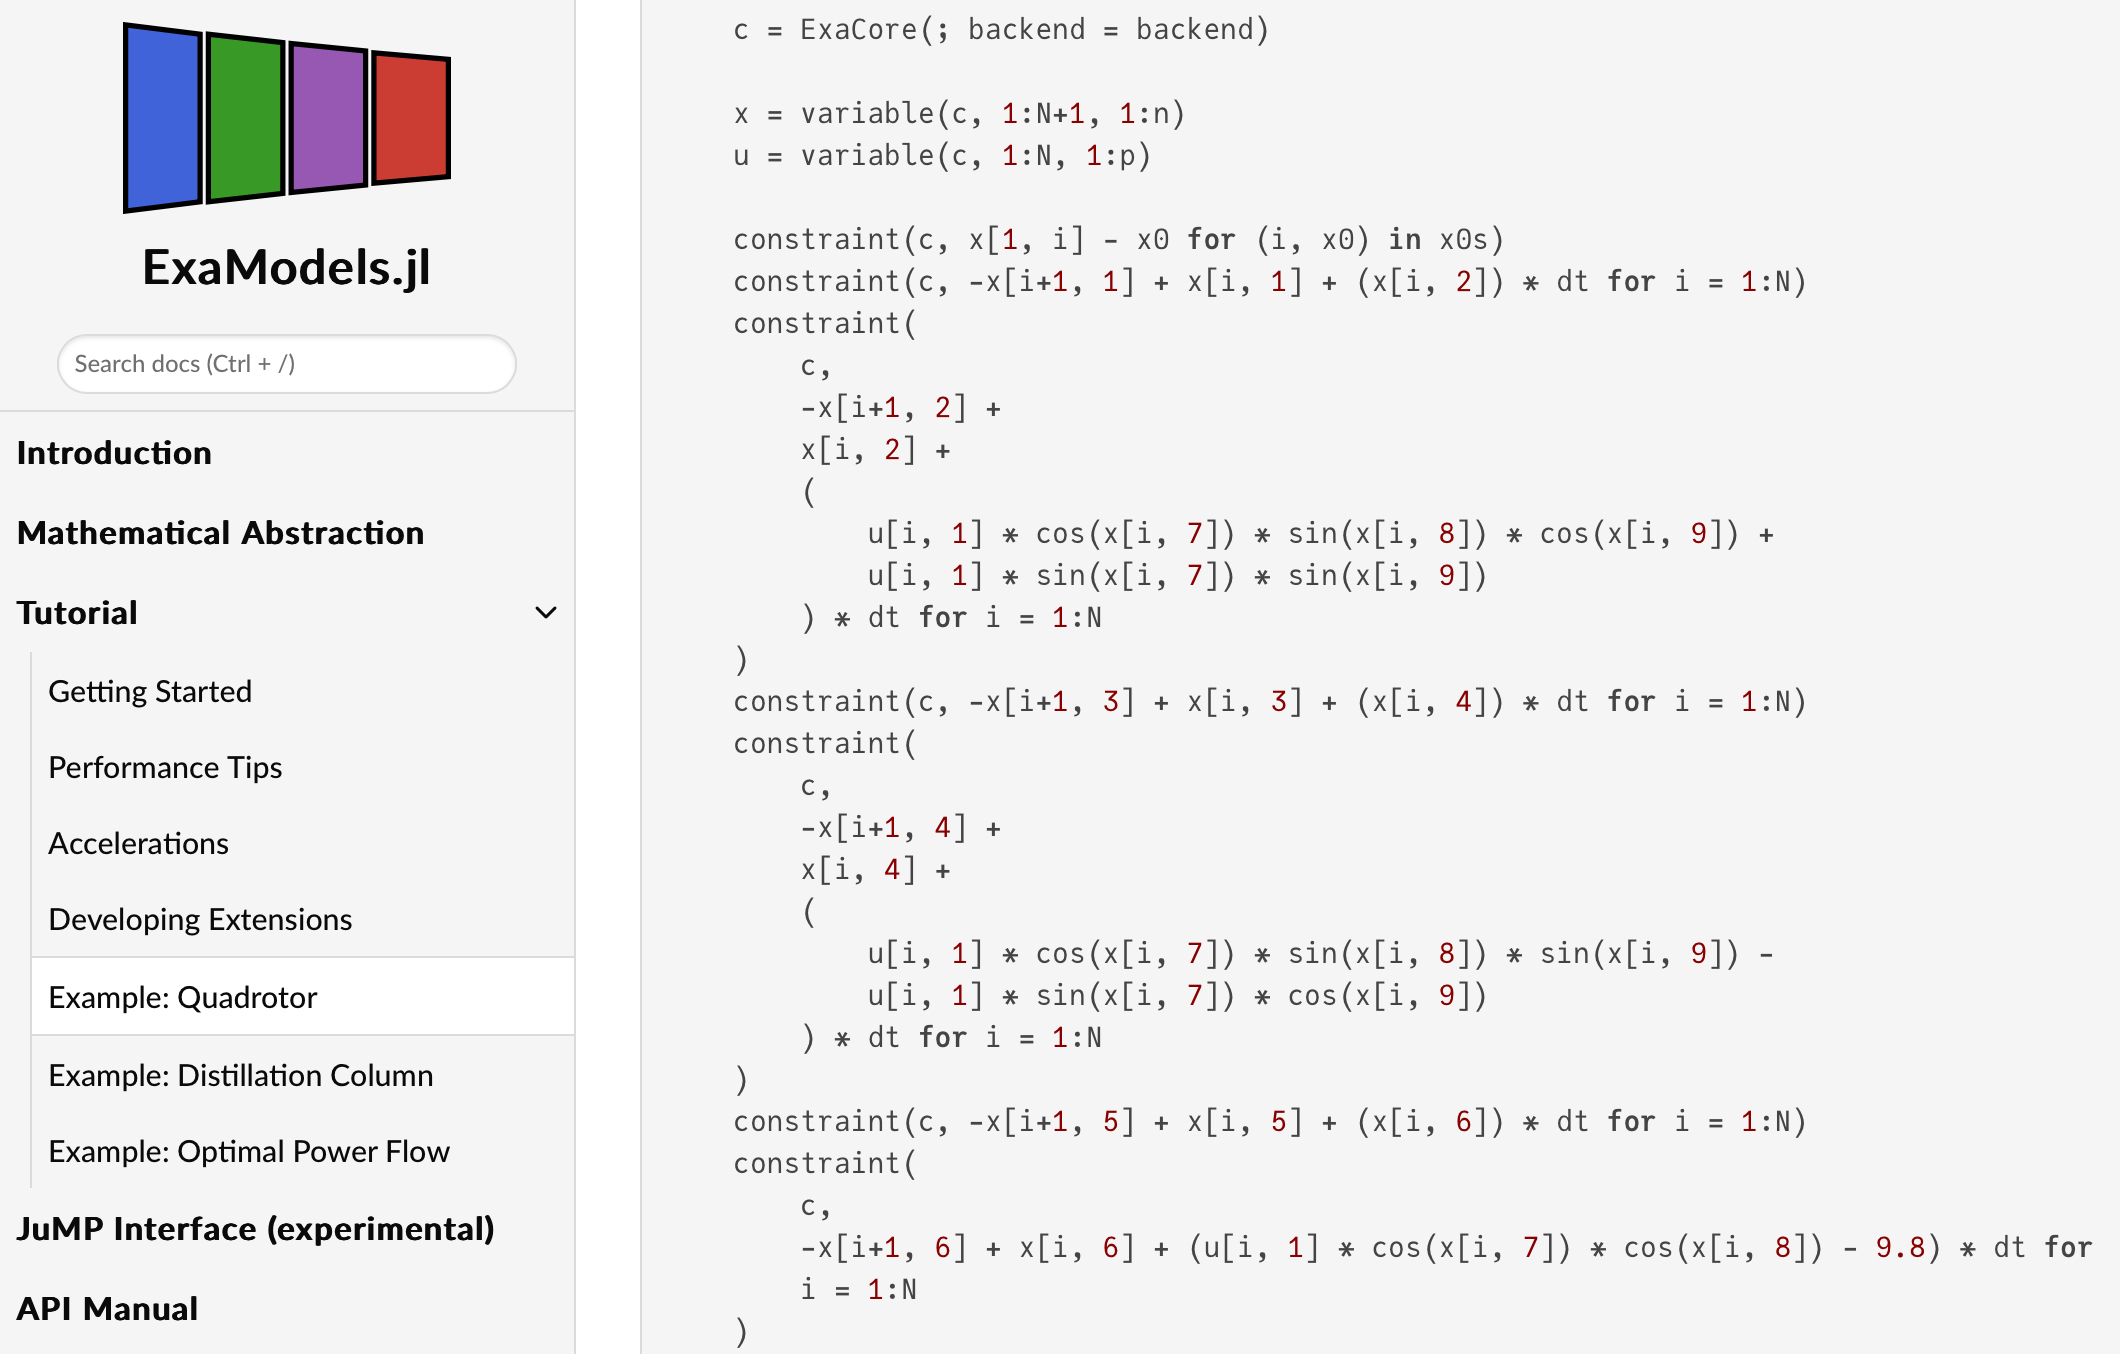 ExaModels.jl
Search docs (Ctrl + /)
Introduction
Mathematical Abstraction
Tutorial
Getting Started
Performance Tips
Accelerations
Developing Extensions
Example: Quadrotor
Example: Distillation Column
Example: Optimal Power Flow
JuMP Interface (experimental)
API Manual
c = ExaCore(; backend = backend)

x = variable(c, 1:N+1, 1:n)
u = variable(c, 1:N, 1:p)

constraint(c, x[1, i] - x0 for (i, x0) in x0s)
constraint(c, -x[i+1, 1] + x[i, 1] + (x[i, 2]) * dt for i = 1:N)
constraint(
    c,
    -x[i+1, 2] +
    x[i, 2] +
    (
        u[i, 1] * cos(x[i, 7]) * sin(x[i, 8]) * cos(x[i, 9]) +
        u[i, 1] * sin(x[i, 7]) * sin(x[i, 9])
    ) * dt for i = 1:N
)
constraint(c, -x[i+1, 3] + x[i, 3] + (x[i, 4]) * dt for i = 1:N)
constraint(
    c,
    -x[i+1, 4] +
    x[i, 4] +
    (
        u[i, 1] * cos(x[i, 7]) * sin(x[i, 8]) * sin(x[i, 9]) -
        u[i, 1] * sin(x[i, 7]) * cos(x[i, 9])
    ) * dt for i = 1:N
)
constraint(c, -x[i+1, 5] + x[i, 5] + (x[i, 6]) * dt for i = 1:N)
constraint(
    c,
    -x[i+1, 6] + x[i, 6] + (u[i, 1] * cos(x[i, 7]) * cos(x[i, 8]) - 9.8) * dt for
    i = 1:N
)